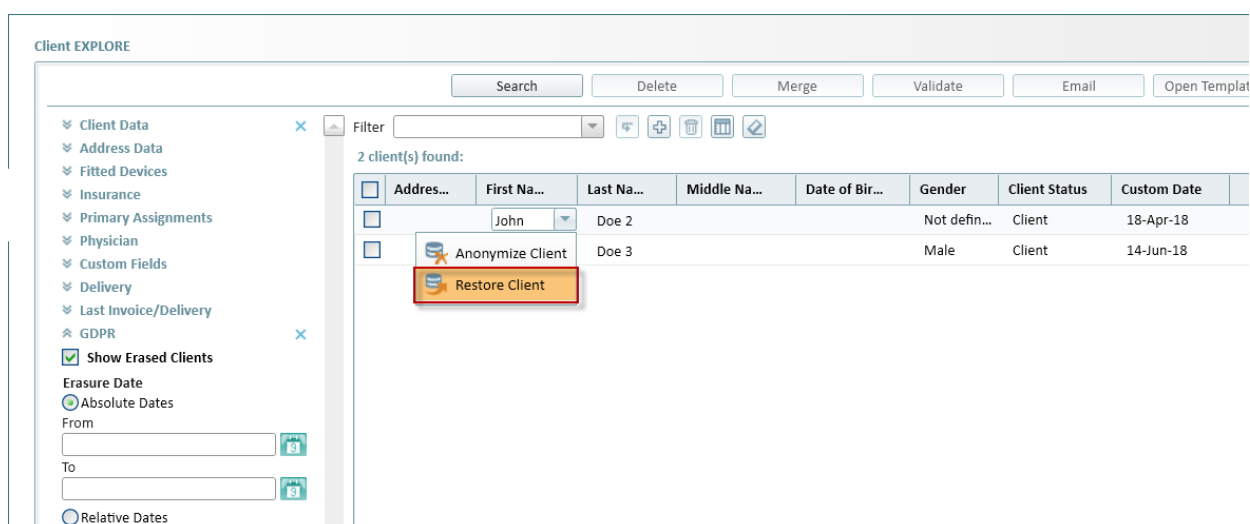 Client EXPLORE
Search Delete Merge Validate Email Open Templat
Client Data
Address Data
Fitted Devices
Insurance
Primary Assignments
Physician
Custom Fields
Delivery
Last Invoice/Delivery
GDPR
Show Erased Clients
Erasure Date
Absolute Dates
From
9
To
9
Relative Dates
Filter
2 client(s) found:
Addres... First Na... Last Na... Middle Na... Date of Bir... Gender Client Status Custom Date
John Doe 2 Not defin... Client 18-Apr-18
Doe 3 Male Client 14-Jun-18
Anonymize Client
Restore Client